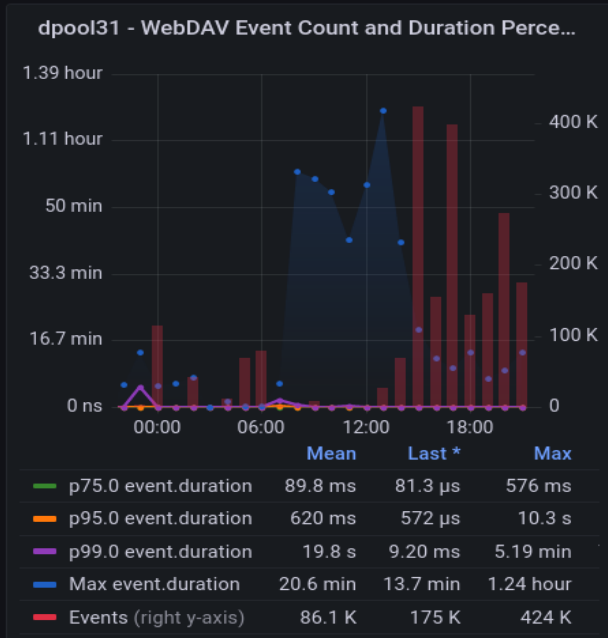 dpool31 - WebDAV Event Count and Duration Perce...
1.39 hour
1.11 hour
50 min
33.3 min
16.7 min
0 ns
400 K
300 K
200 K
100 K
0
00:00 06:00 12:00 18:00
Mean Last * Max
p75.0 event.duration 89.8 ms 81.3 µs 576 ms
p95.0 event.duration 620 ms 572 µs 10.3 s
p99.0 event.duration 19.8 s 9.20 ms 5.19 min
Max event.duration 20.6 min 13.7 min 1.24 hour
Events (right y-axis) 86.1 K 175 K 424 K